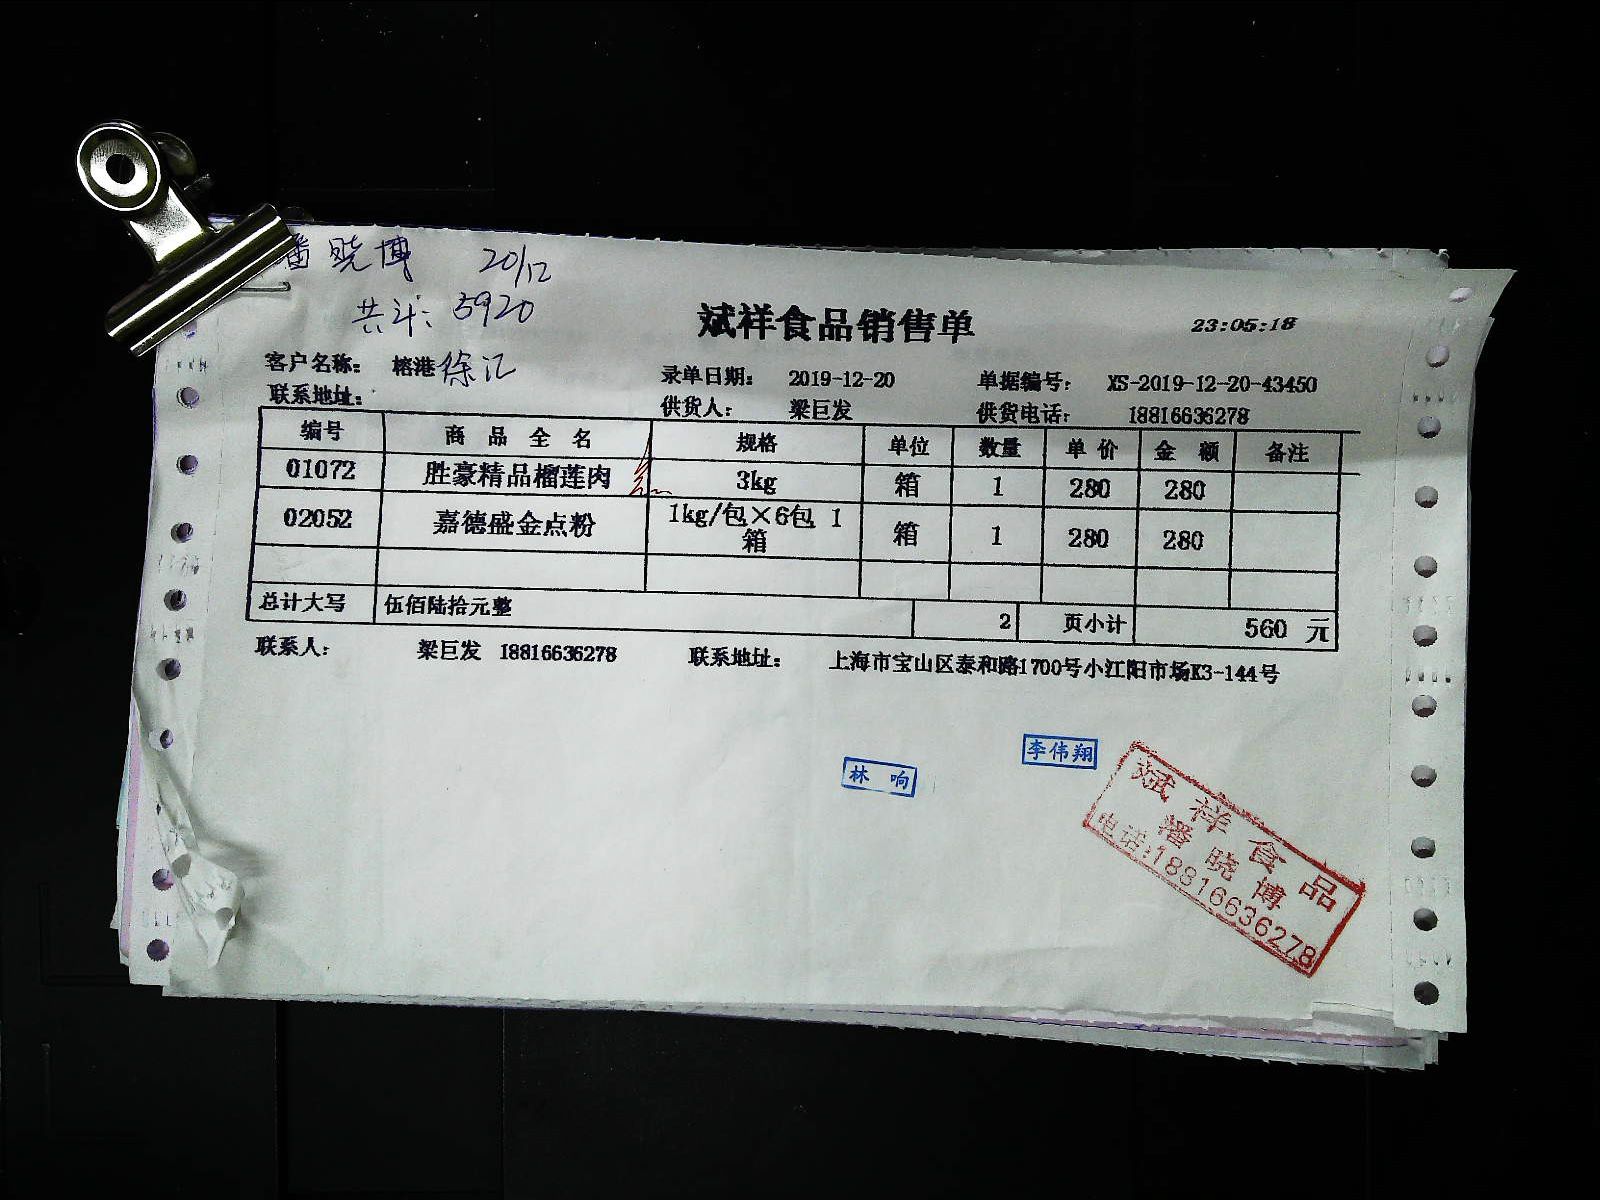 潘晓博 20/12
共斗: 3920
斌祥食品销售单 23:05:18
客户名称: 榕港徐汇 录单日期: 2019-12-20 单据编号: XS-2019-12-20-43450
联系地址: 供货人: 梁巨发 供货电话: 18816636278
编号 商品全名 规格 单位 数量 单价 金额 备注
01072 胜豪精品榴莲肉 3kg 箱 1 280 280
02052 嘉德盛金点粉 1kg/包×6包 1箱 箱 1 280 280
总计大写 伍佰陆拾元整 2 页小计 560 元
联系人: 梁巨发 18816636278 联系地址: 上海市宝山区泰和路1700号小江阳市场K3-144号
林响
李伟翔
斌祥食品
潘晓博
电话:18816636278